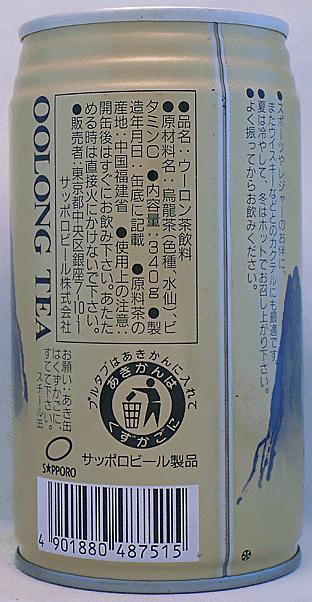 ●スポーツやレジャーのお伴に、
またウイスキーなどとのカクテルにも最適です。
●夏は冷やして、冬はホットでお召し上がり下さい。
●よく振ってからお飲みください。
●品名：ウーロン茶飲料
●原材料名：烏龍茶（色種、水仙）、ビ
タミンC ●内容量：340g ●製
造年月日：缶底に記載 ●原料茶の
産地：中国福建省 ●使用上の注意：
開缶後はすぐにお飲み下さい。あたた
める時は直接火にかけないで下さい。
●販売者：東京都中央区銀座7-10-1
サッポロビール株式会社
OOLONG TEA
お願い：あき缶
はくずかごに、
すてて下さい。
スチール缶
プルタブはあきかんに入れて
あきかんは
くずかごに
SAPPORO
サッポロビール製品
4 901880 487515